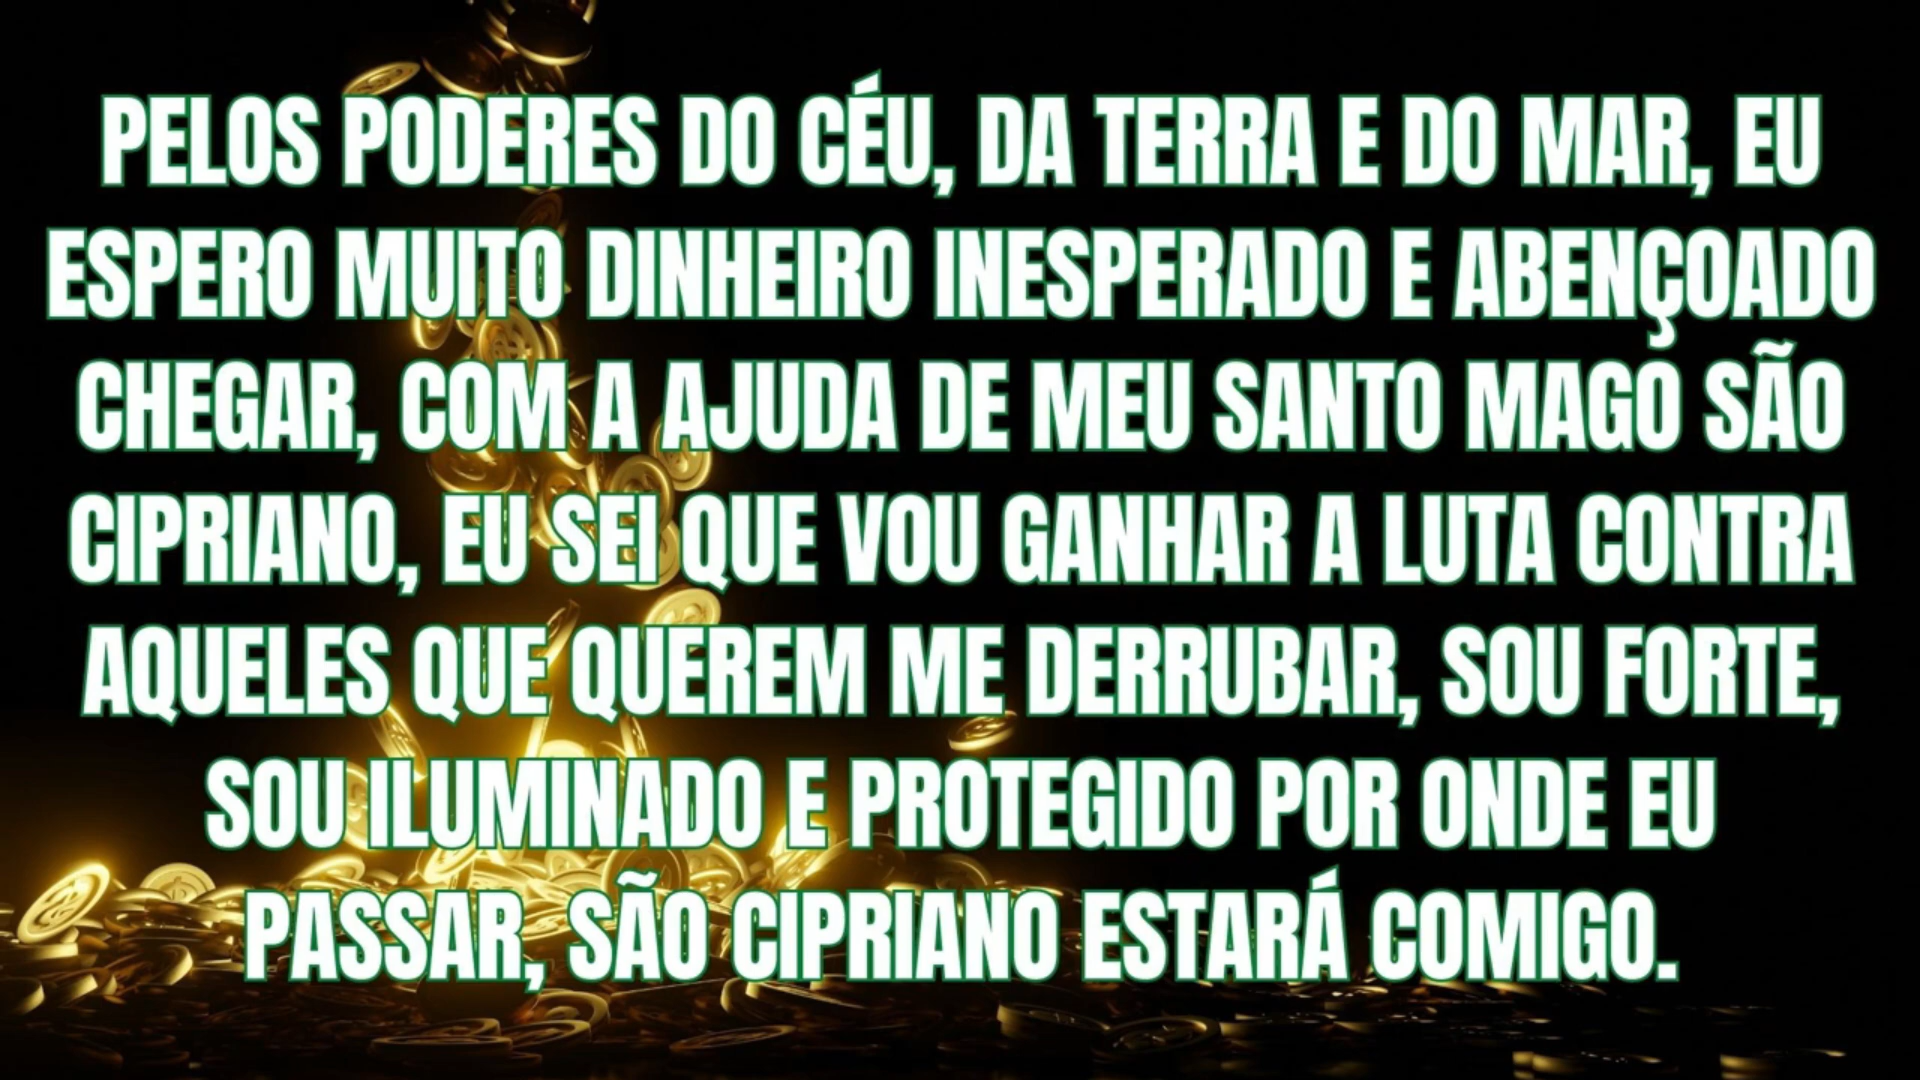 PELOS PODERES DO CÉU, DA TERRA E DO MAR, EU
ESPERO MUITO DINHEIRO INESPERADO E ABENÇOADO
CHEGAR, COM A AJUDA DE MEU SANTO MAGO SÃO
CIPRIANO, EU SEI QUE VOU GANHAR A LUTA CONTRA
AQUELES QUE QUEREM ME DERRUBAR, SOU FORTE,
SOU ILUMINADO E PROTEGIDO POR ONDE EU
PASSAR, SÃO CIPRIANO ESTARÁ COMIGO.